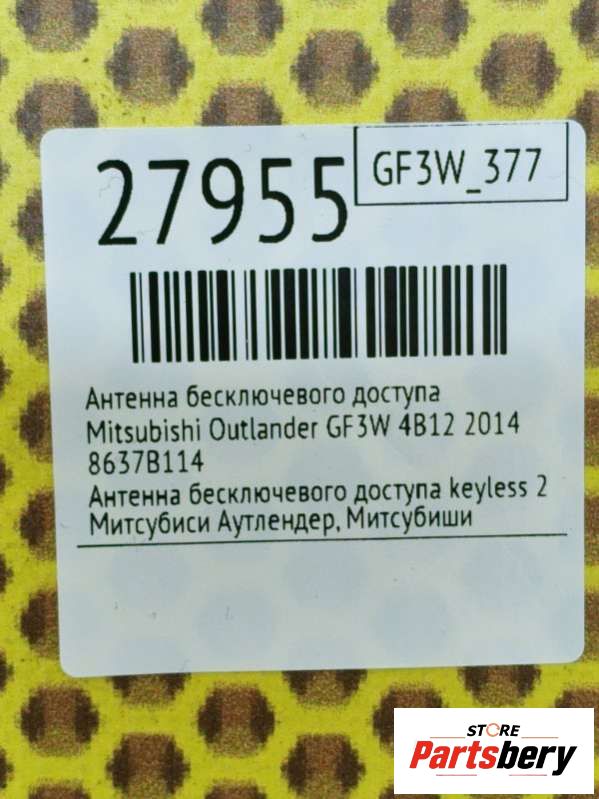 27955
GF3W_377
Антенна бесключевого доступа
Mitsubishi Outlander GF3W 4B12 2014
8637B114
Антенна бесключевого доступа keyless 2
Митсубиси Аутлендер, Митсубиши
STORE
Partsbery